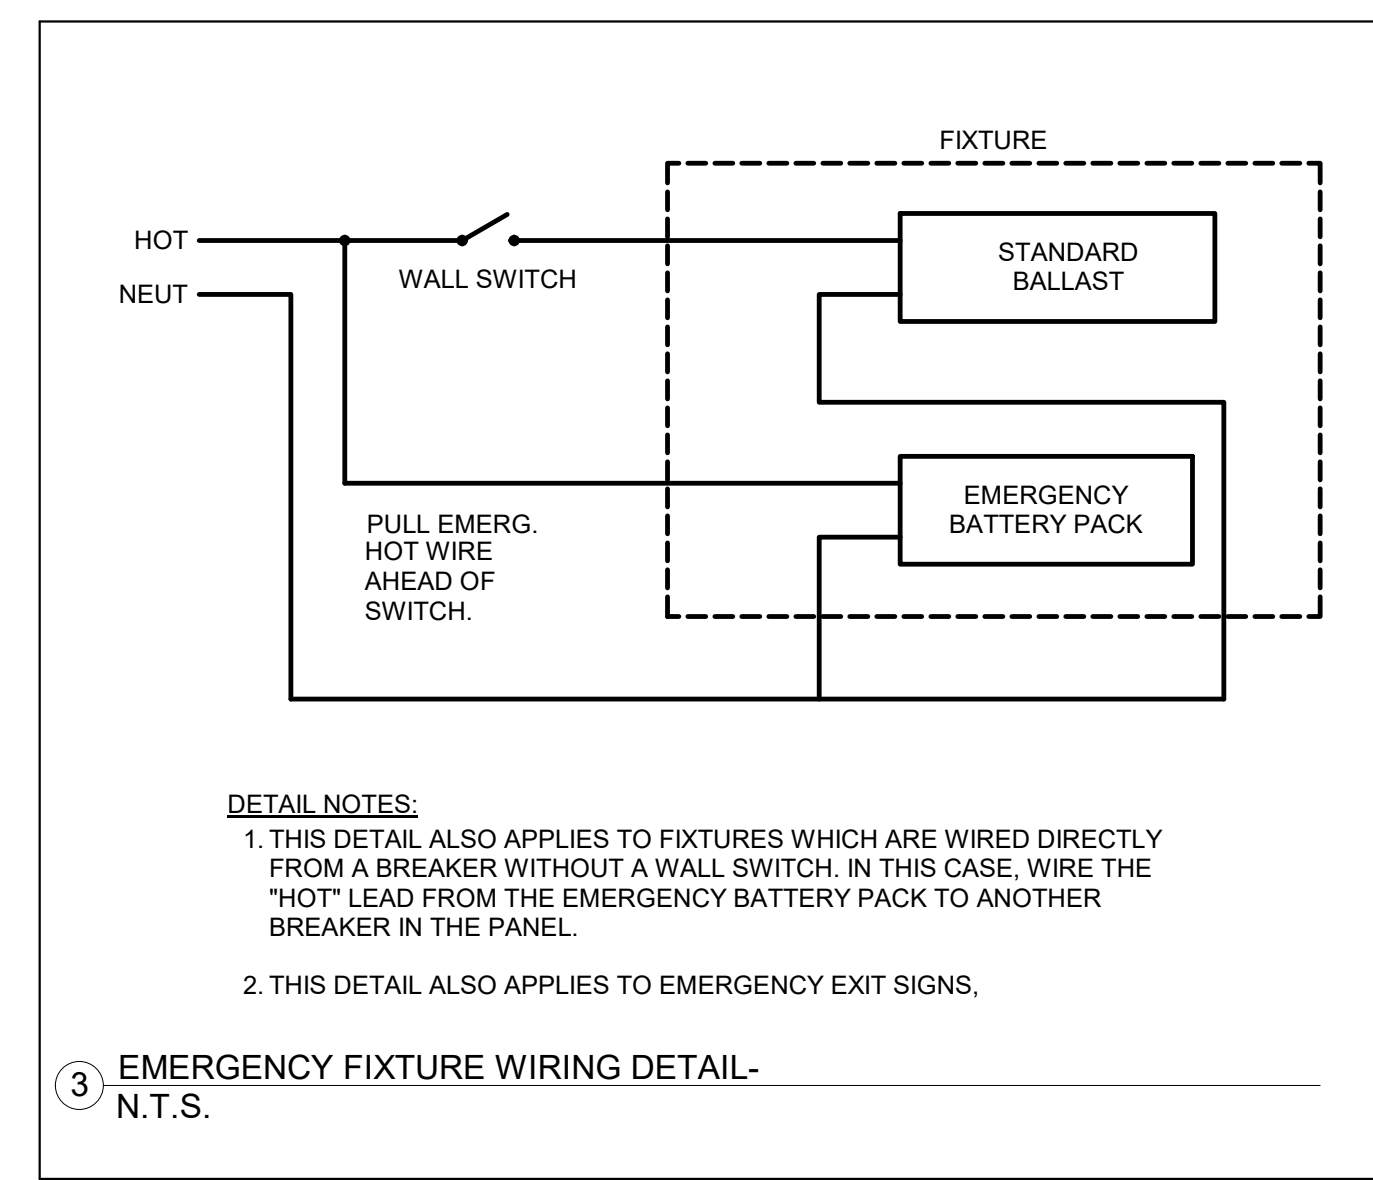 FIXTURE
HOT
NEUT
WALL SWITCH
STANDARD
BALLAST
EMERGENCY
BATTERY PACK
PULL EMERG.
HOT WIRE
AHEAD OF
SWITCH.
DETAIL NOTES:
1. THIS DETAIL ALSO APPLIES TO FIXTURES WHICH ARE WIRED DIRECTLY
FROM A BREAKER WITHOUT A WALL SWITCH. IN THIS CASE, WIRE THE
"HOT" LEAD FROM THE EMERGENCY BATTERY PACK TO ANOTHER
BREAKER IN THE PANEL.
2. THIS DETAIL ALSO APPLIES TO EMERGENCY EXIT SIGNS,
3 EMERGENCY FIXTURE WIRING DETAIL-
N.T.S.